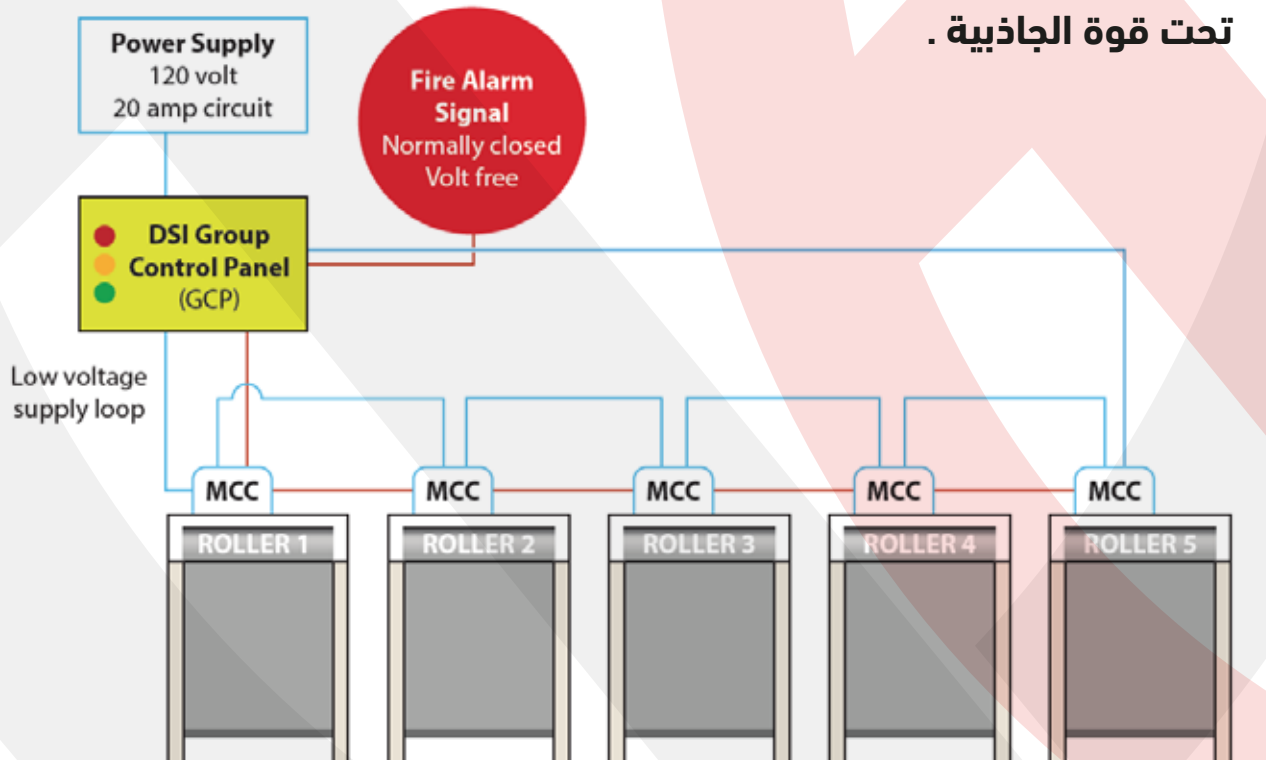 تحت قوة الجاذبية .
Power Supply
120 volt
20 amp circuit
Fire Alarm
Signal
Normally closed
Volt free
DSI Group
Control Panel
(GCP)
Low voltage
supply loop
MCC
MCC
MCC
MCC
MCC
ROLLER 1
ROLLER 2
ROLLER 3
ROLLER 4
ROLLER 5